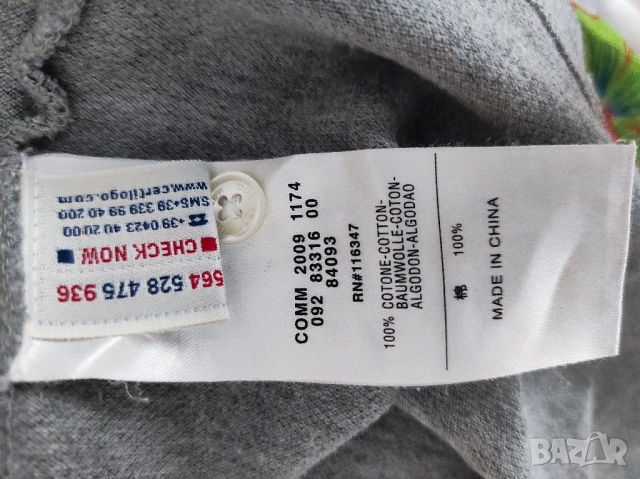 564 528 475 936
CHECK NOW
+39 0423 40 20/00
SMS+39 339 99 40 200
www.certilogo.com
COMM 2009 1174
092 83316 00
84093
RN#116347
100% COTONE-COTTON-
BAUMWOLLE-COTON-
ALGODON-ALGODAO
棉 100%
MADE IN CHINA
BAZAR